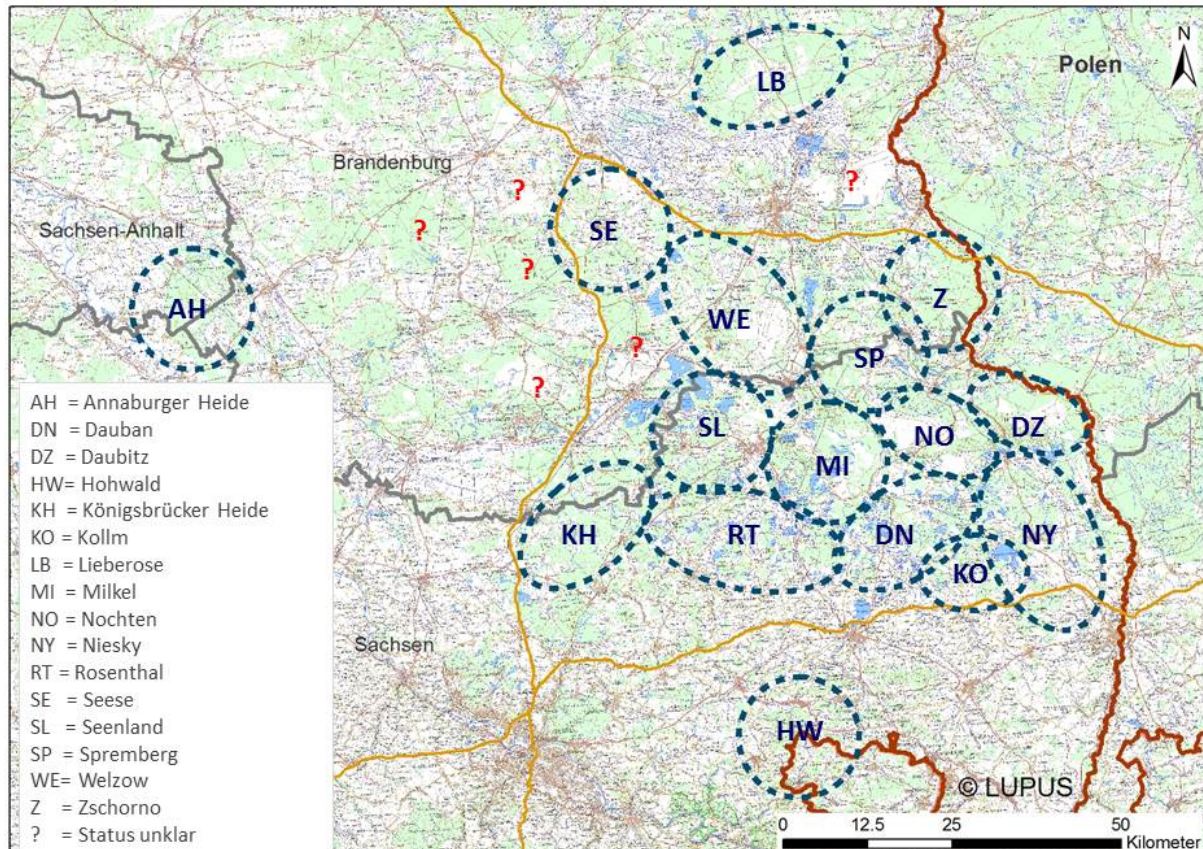 N
Polen
LB
Brandenburg
?
?
Sachsen-Anhalt
?
SE
?
AH
WE
Z
SP
?
?
SL
NO
DZ
MI
KH
RT
DN
NY
KO
Sachsen
HW
AH = Annaburger Heide
DN = Dauban
DZ = Daubitz
HW= Hohwald
KH = Königsbrücker Heide
KO = Kollm
LB = Lieberose
MI = Milkel
NO = Nochten
NY = Niesky
RT = Rosenthal
SE = Seese
SL = Seenland
SP = Spremberg
WE= Welzow
Z = Zschorno
? = Status unklar
© LUPUS
0 12.5 25 50
Kilometer